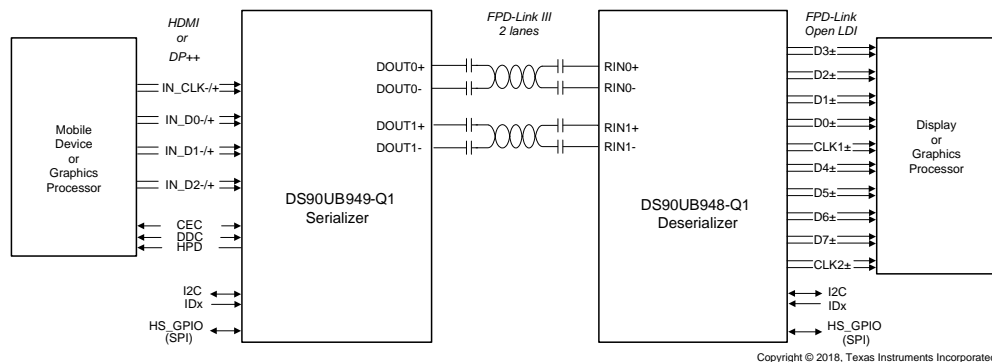 HDMI
or
DP++
FPD-Link III
2 lanes
FPD-Link
Open LDI
Mobile
Device
or
Graphics
Processor
IN_CLK-/+
IN_D0-/+
IN_D1-/+
IN_D2-/+
CEC
DDC
HPD
I2C
IDx
HS_GPIO
(SPI)
DOUT0+
DOUT0-
DOUT1+
DOUT1-
DS90UB949-Q1
Serializer
RIN0+
RIN0-
RIN1+
RIN1-
DS90UB948-Q1
Deserializer
D3±
D2±
D1±
D0±
CLK1±
D4±
D5±
D6±
D7±
CLK2±
I2C
IDx
HS_GPIO
(SPI)
Display
or
Graphics
Processor
Copyright © 2018, Texas Instruments Incorporated